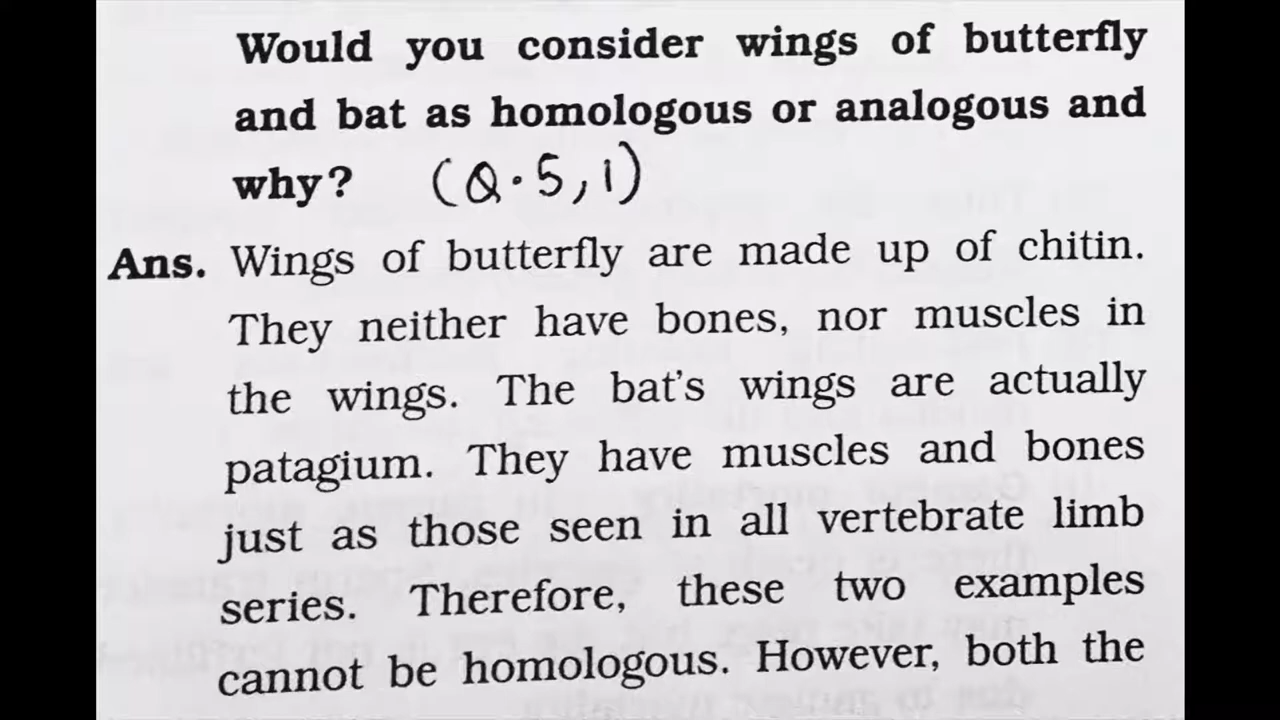 Would you consider wings of butterfly
and bat as homologous or analogous and
why? (Q.5,1)
Ans. Wings of butterfly are made up of chitin.
They neither have bones, nor muscles in
the wings. The bat's wings are actually
patagium. They have muscles and bones
just as those seen in all vertebrate limb
series. Therefore, these two examples
cannot be homologous. However, both the